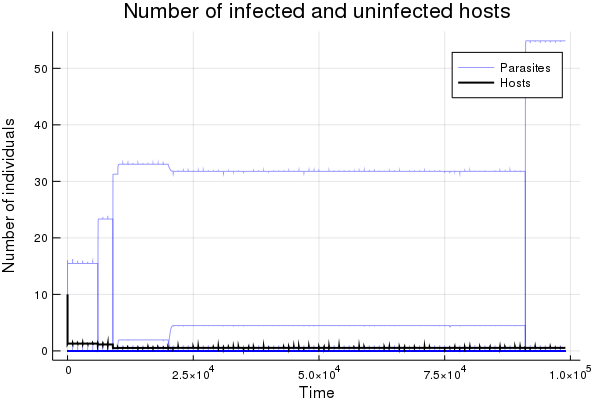 Number of infected and uninfected hosts
Number of individuals
50
40
30
20
10
0
Parasites
Hosts
0 2.5×10⁴ 5.0×10⁴ 7.5×10⁴ 1.0×10⁵
Time